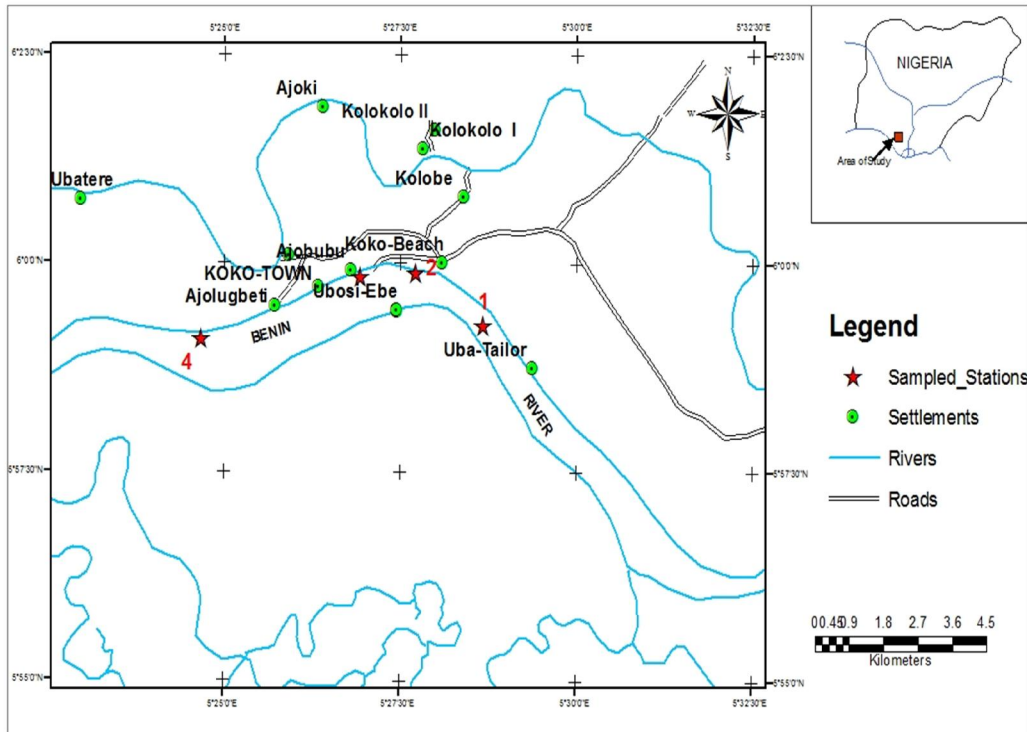 5°25'0"E 5°27'30"E 5°30'0"E 5°32'30"E
6°2'30"N 6°2'30"N
NIGERIA
Area of Study
N
W E
S
Ajoki
Kolokolo II
Kolokolo I
Ubatere
Kolobe
Ajobubu
Koko-Beach
6°0'0"N 6°0'0"N
KOKO-TOWN
2
Ajolugbeti
Ubosi-Ebe
1
BENIN
4
Uba-Tailor
RIVER
5°57'30"N 5°57'30"N
5°55'0"N 5°55'0"N
5°25'0"E 5°27'30"E 5°30'0"E 5°32'30"E
Legend
Sampled_Stations
Settlements
Rivers
Roads
0 0.45 0.9 1.8 2.7 3.6 4.5
Kilometers